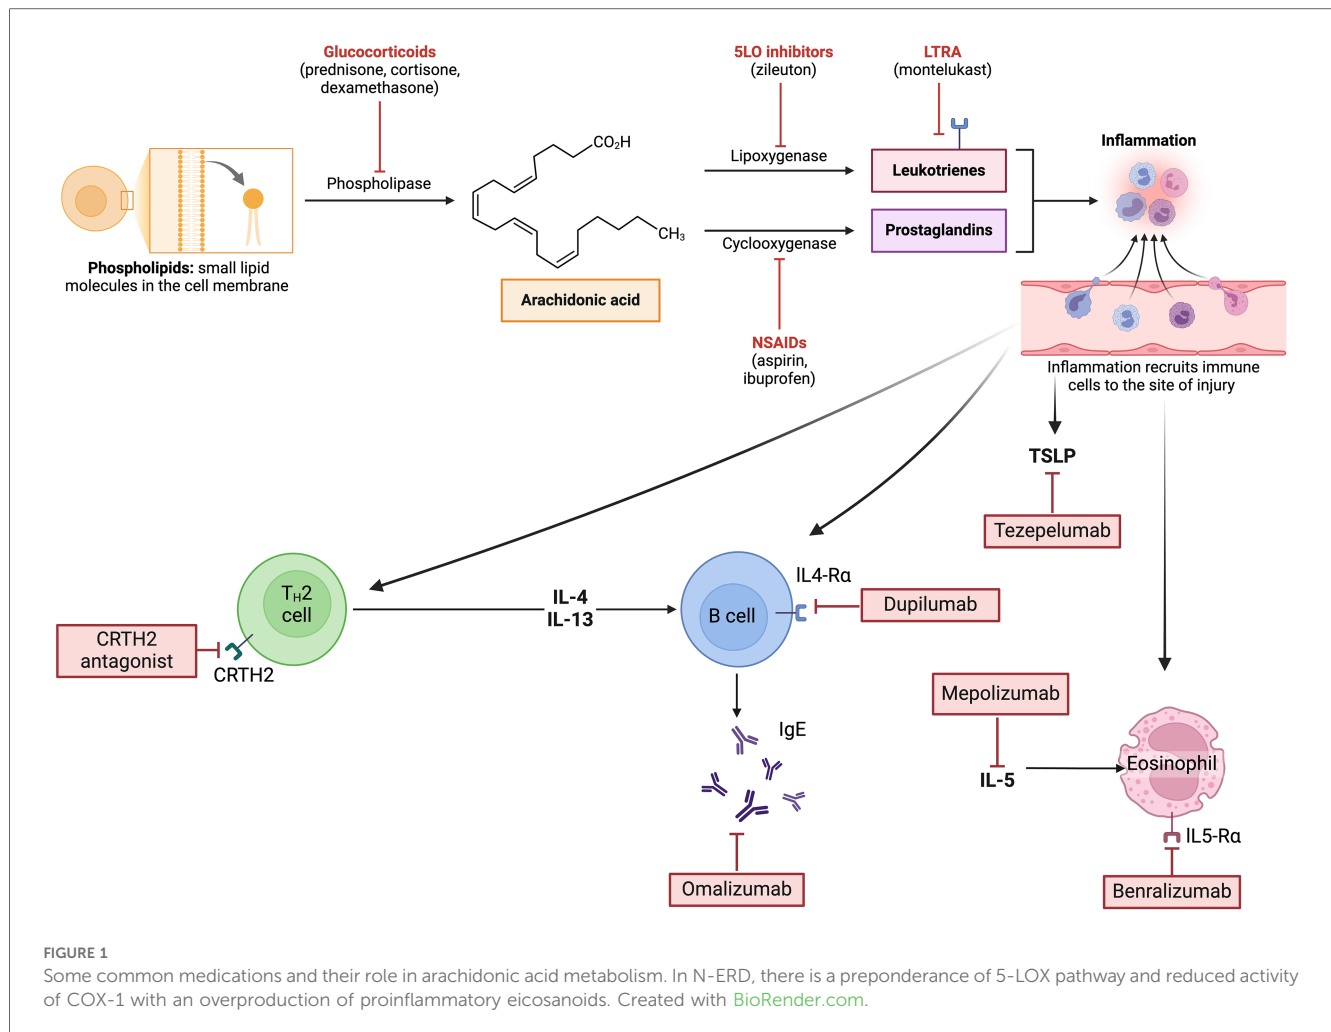 Glucocorticoids
(prednisone, cortisone,
dexamethasone)
5LO inhibitors
(zileuton)
LTRA
(montelukast)
Inflammation
CO₂H
Lipoxygenase
Leukotrienes
Phospholipase
CH₃
Cyclooxygenase
Prostaglandins
Phospholipids: small lipid
molecules in the cell membrane
Arachidonic acid
NSAIDs
(aspirin,
ibuprofen)
Inflammation recruits immune
cells to the site of injury
TSLP
Tezepelumab
TH2
cell
IL-4
IL-13
B cell
IL4-Rα
Dupilumab
CRTH2
antagonist
CRTH2
Mepolizumab
IgE
IL-5
Eosinophil
IL5-Rα
Omalizumab
Benralizumab
FIGURE 1
Some common medications and their role in arachidonic acid metabolism. In N-ERD, there is a preponderance of 5-LOX pathway and reduced activity
of COX-1 with an overproduction of proinflammatory eicosanoids. Created with BioRender.com.